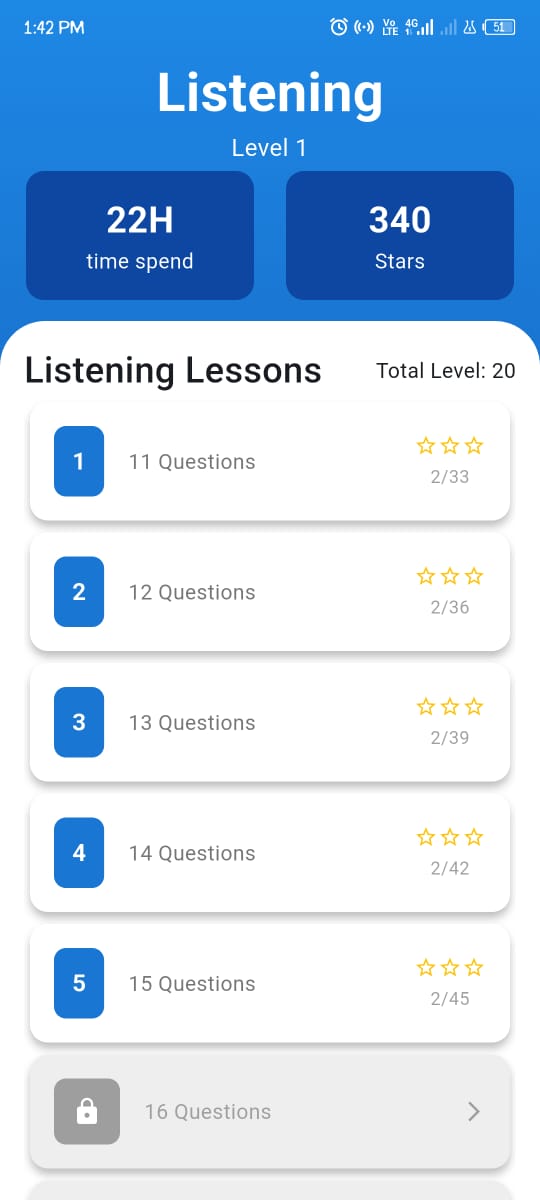 1:42 PM
Vo LTE 4G 51
Listening
Level 1
22H
time spend
340
Stars
Listening Lessons
Total Level: 20
1
11 Questions
2/33
2
12 Questions
2/36
3
13 Questions
2/39
4
14 Questions
2/42
5
15 Questions
2/45
16 Questions